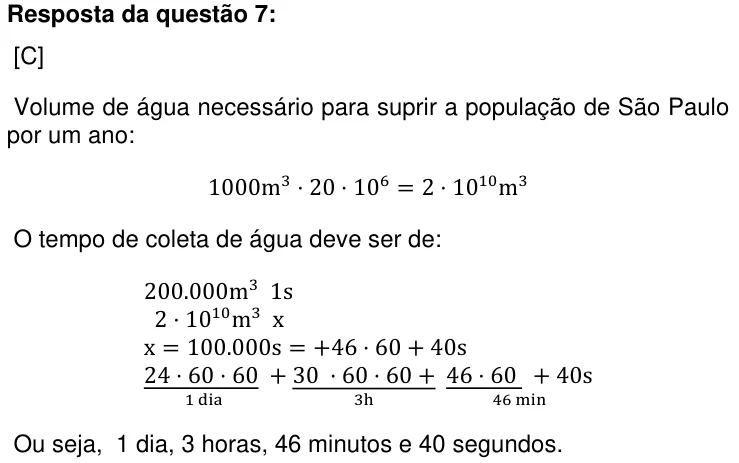 Resposta da questão 7:
[C]
Volume de água necessário para suprir a população de São Paulo
por um ano:
1000m³ · 20 · 10⁶ = 2 · 10¹⁰m³
O tempo de coleta de água deve ser de:
200.000m³ 1s
2 · 10¹⁰m³ x
x = 100.000s = +46 · 60 + 40s
24 · 60 · 60 + 30 · 60 · 60 + 46 · 60 + 40s
1 dia 3h 46 min
Ou seja, 1 dia, 3 horas, 46 minutos e 40 segundos.